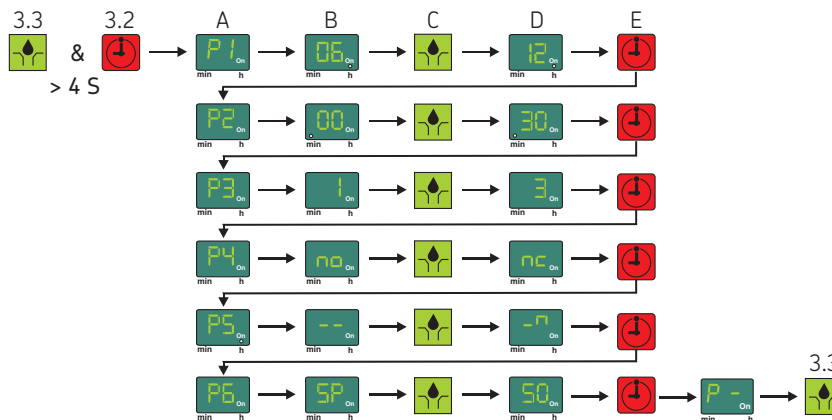 3.3 3.2 A B C D E
& P1 On 06 On 12 On
> 4 S min h min h min h
P2 On 00 On 30 On
min h min h min h
P3 On 1 On 3 On
min h min h min h
P4 On no On nc On
min h min h min h
P5 On -- On -n On
min h min h min h
3.3
P6 On SP On SO On P - On
min h min h min h min h